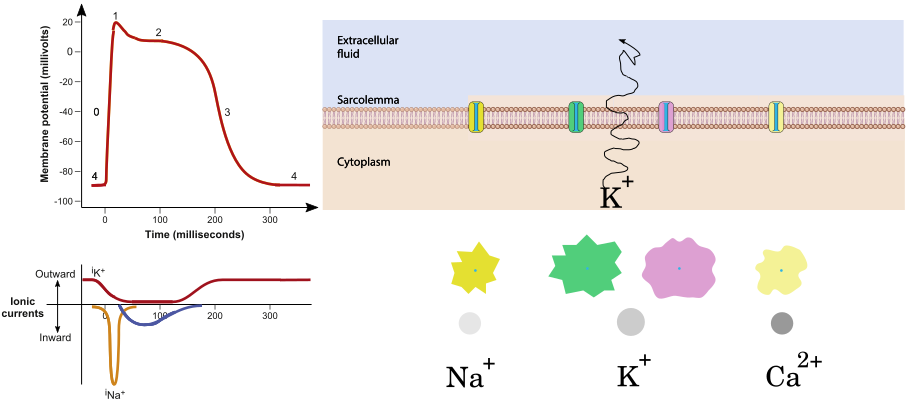 Membrane potential (millivolts)
20
0
-20
-40
-60
-80
-100
1
2
0
3
4
4
0
100
200
300
Time (milliseconds)
Extracellular
fluid
Sarcolemma
Cytoplasm
K+
Ionic
currents
Outward
Inward
iK+
0
100
200
300
iNa+
Na+
K+
Ca2+